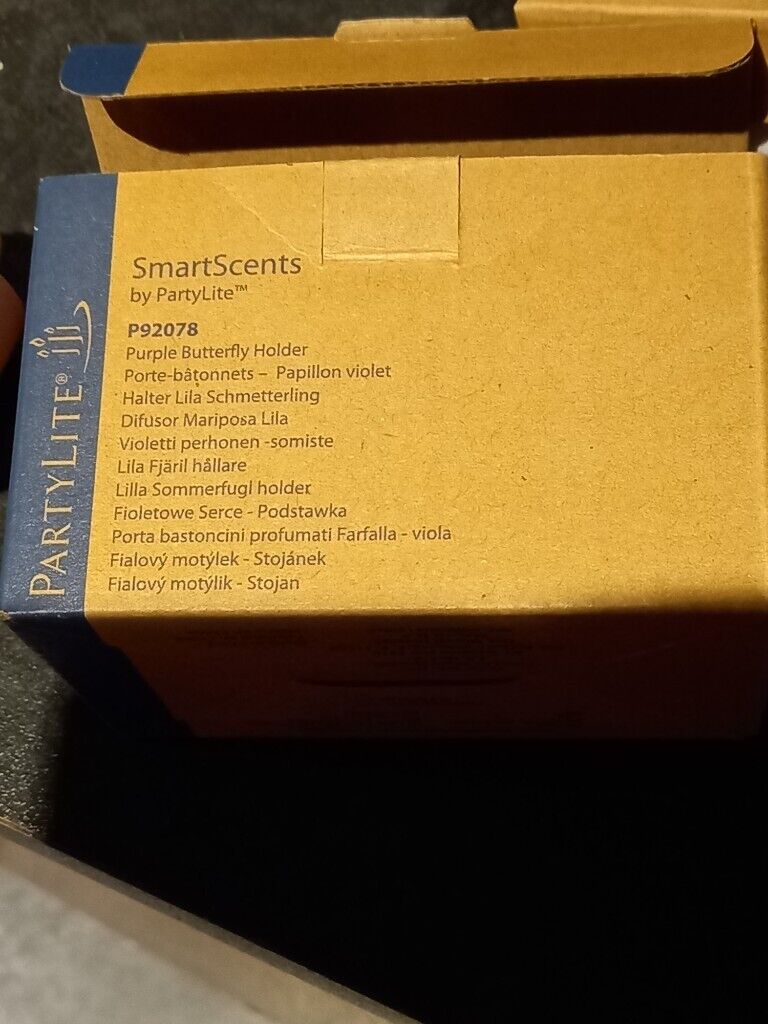 SmartScents
by PartyLite™
P92078
Purple Butterfly Holder
Porte-bâtonnets – Papillon violet
Halter Lila Schmetterling
Difusor Mariposa Lila
Violetti perhonen -somiste
Lila Fjäril hållare
Lilla Sommerfugl holder
Fioletowe Serce - Podstawka
Porta bastoncini profumati Farfalla - viola
Fialový motýlek - Stojánek
Fialový motýlik - Stojan
PARTYLITE®